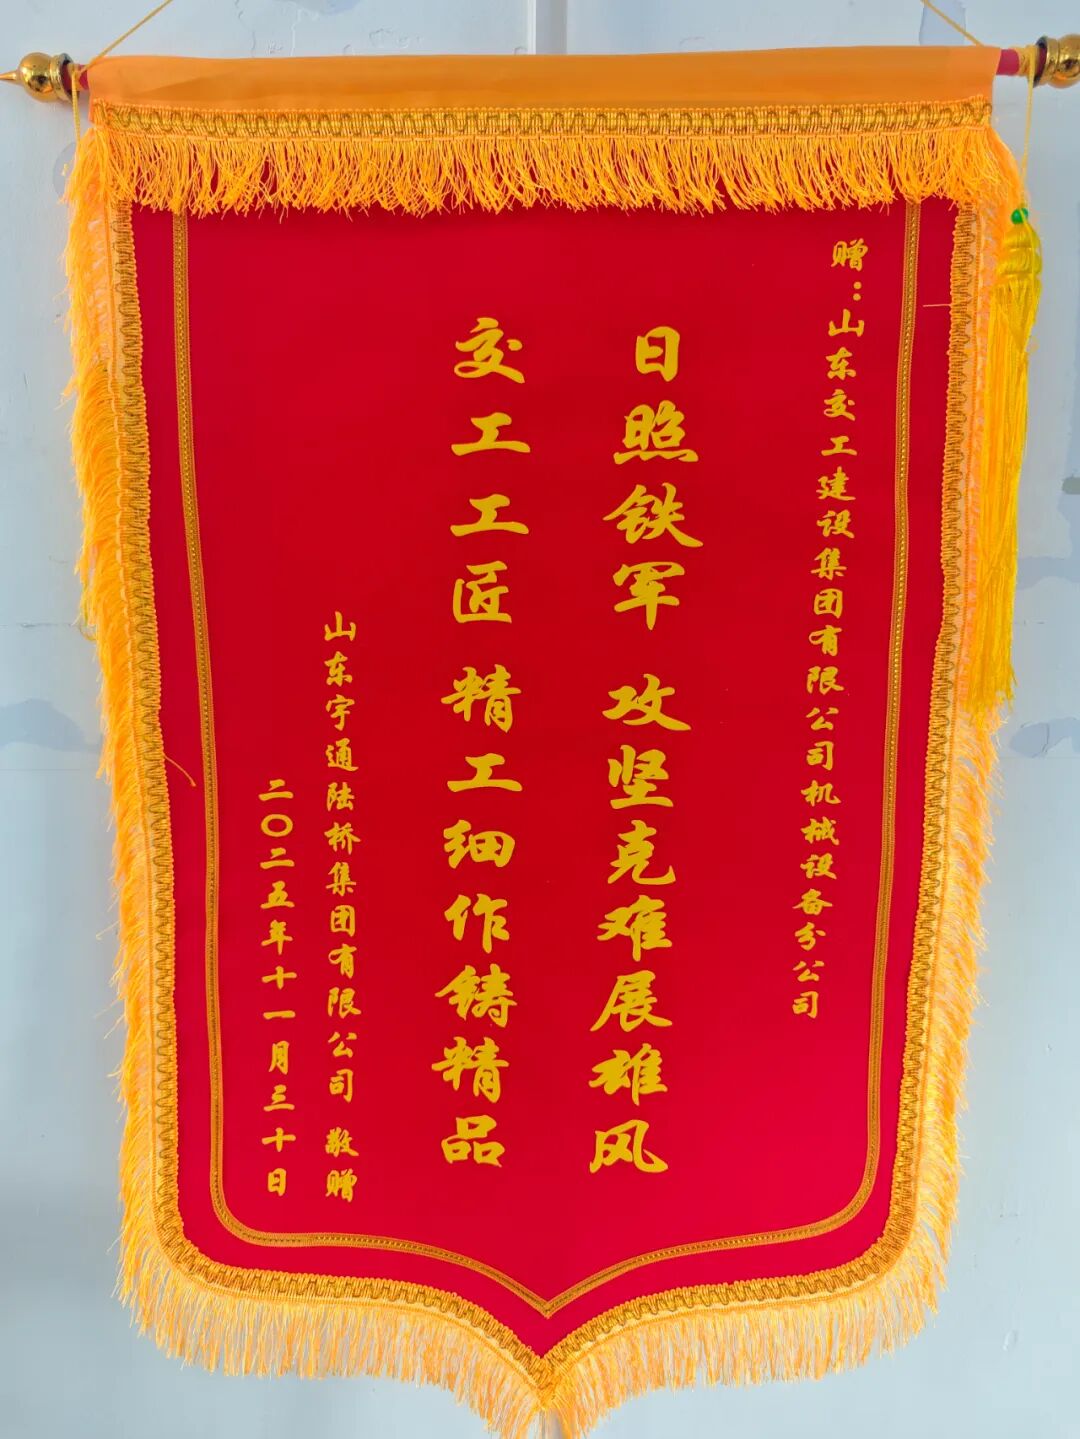 赠：山东交工建设集团有限公司机械设备分公司
日照铁军 攻坚克难展雄风
交工工匠 精工细作铸精品
山东宇通陆桥集团有限公司 敬赠
二〇二五年十一月三十日